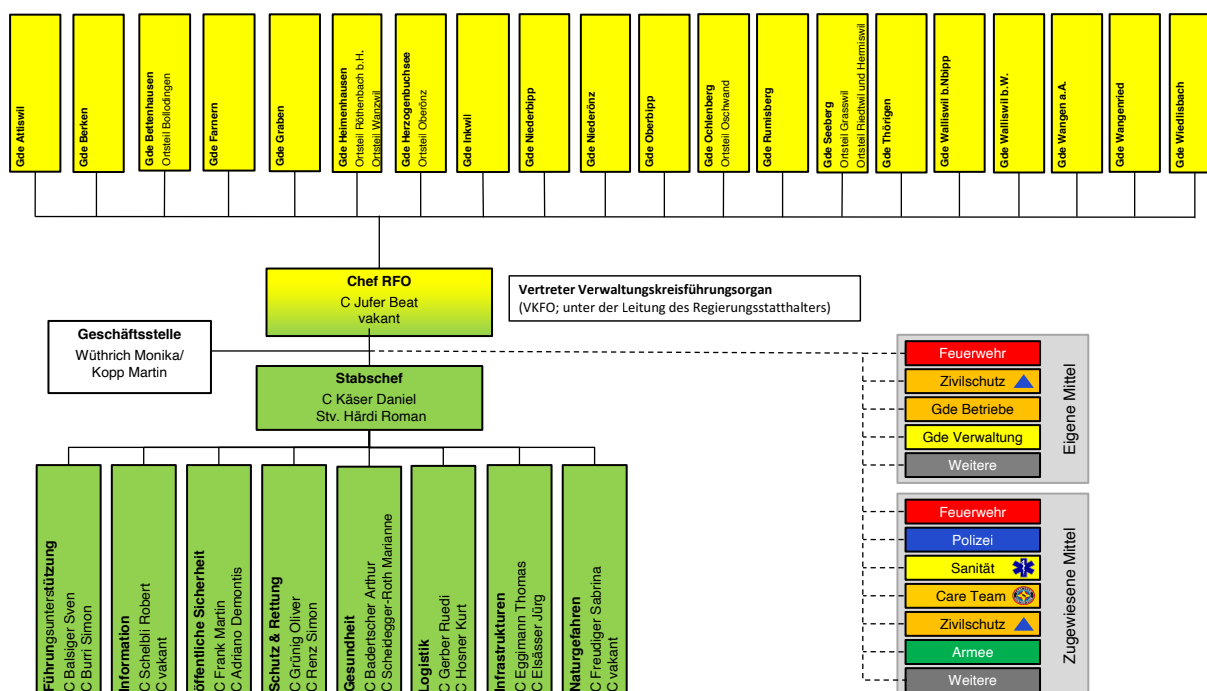 Gde Attiswil
Gde Berken
Gde Bettenhausen
Ortsteil Bollodingen
Gde Farnern
Gde Graben
Gde Heimenhausen
Ortsteil Röthenbach b.H.
Ortsteil Wanzwil
Gde Herzogenbuchsee
Ortsteil Oberönz
Gde Inkwil
Gde Niederbipp
Gde Niederönz
Gde Oberbipp
Gde Ochlenberg
Ortsteil Oschwand
Gde Rumisberg
Gde Seeberg
Ortsteil Grasswil
Ortsteil Riedtwil und Hermiswil
Gde Thörigen
Gde Walliswil b.Nbipp
Gde Walliswil b.W.
Gde Wangen a.A.
Gde Wangenried
Gde Wiedlisbach
Chef RFO
C Jufer Beat
vakant
Vertreter Verwaltungskreisführungsorgan
(VKFO; unter der Leitung des Regierungsstatthalters)
Geschäftsstelle
Wüthrich Monika/
Kopp Martin
Stabschef
C Käser Daniel
Stv. Härdi Roman
Führungsunterstützung
C Balsiger Sven
C Burri Simon
Information
C Schelbli Robert
C vakant
öffentliche Sicherheit
C Frank Martin
C Adriano Demontis
Schutz & Rettung
C Grünig Oliver
C Renz Simon
Gesundheit
C Badertscher Arthur
C Scheidegger-Roth Marianne
Logistik
C Gerber Ruedi
C Hosner Kurt
Infrastrukturen
C Eggimann Thomas
C Elsässer Jürg
Naturgefahren
C Freudiger Sabrina
C vakant
Feuerwehr
Zivilschutz
Gde Betriebe
Gde Verwaltung
Weitere
Eigene Mittel
Feuerwehr
Polizei
Sanität
Care Team
Zivilschutz
Armee
Weitere
Zugewiesene Mittel